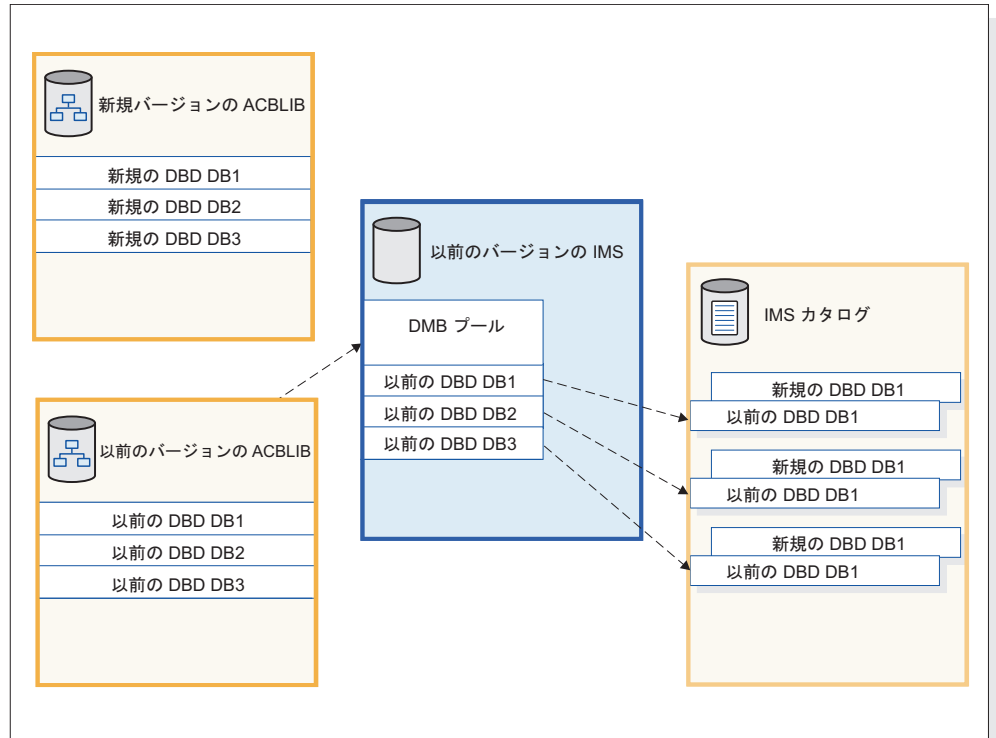 新規バージョンの ACBLIB
新規の DBD DB1
新規の DBD DB2
新規の DBD DB3
以前のバージョンの ACBLIB
以前の DBD DB1
以前の DBD DB2
以前の DBD DB3
以前のバージョンの IMS
DMB プール
以前の DBD DB1
以前の DBD DB2
以前の DBD DB3
IMS カタログ
新規の DBD DB1
以前の DBD DB1
新規の DBD DB1
以前の DBD DB1
新規の DBD DB1
以前の DBD DB1